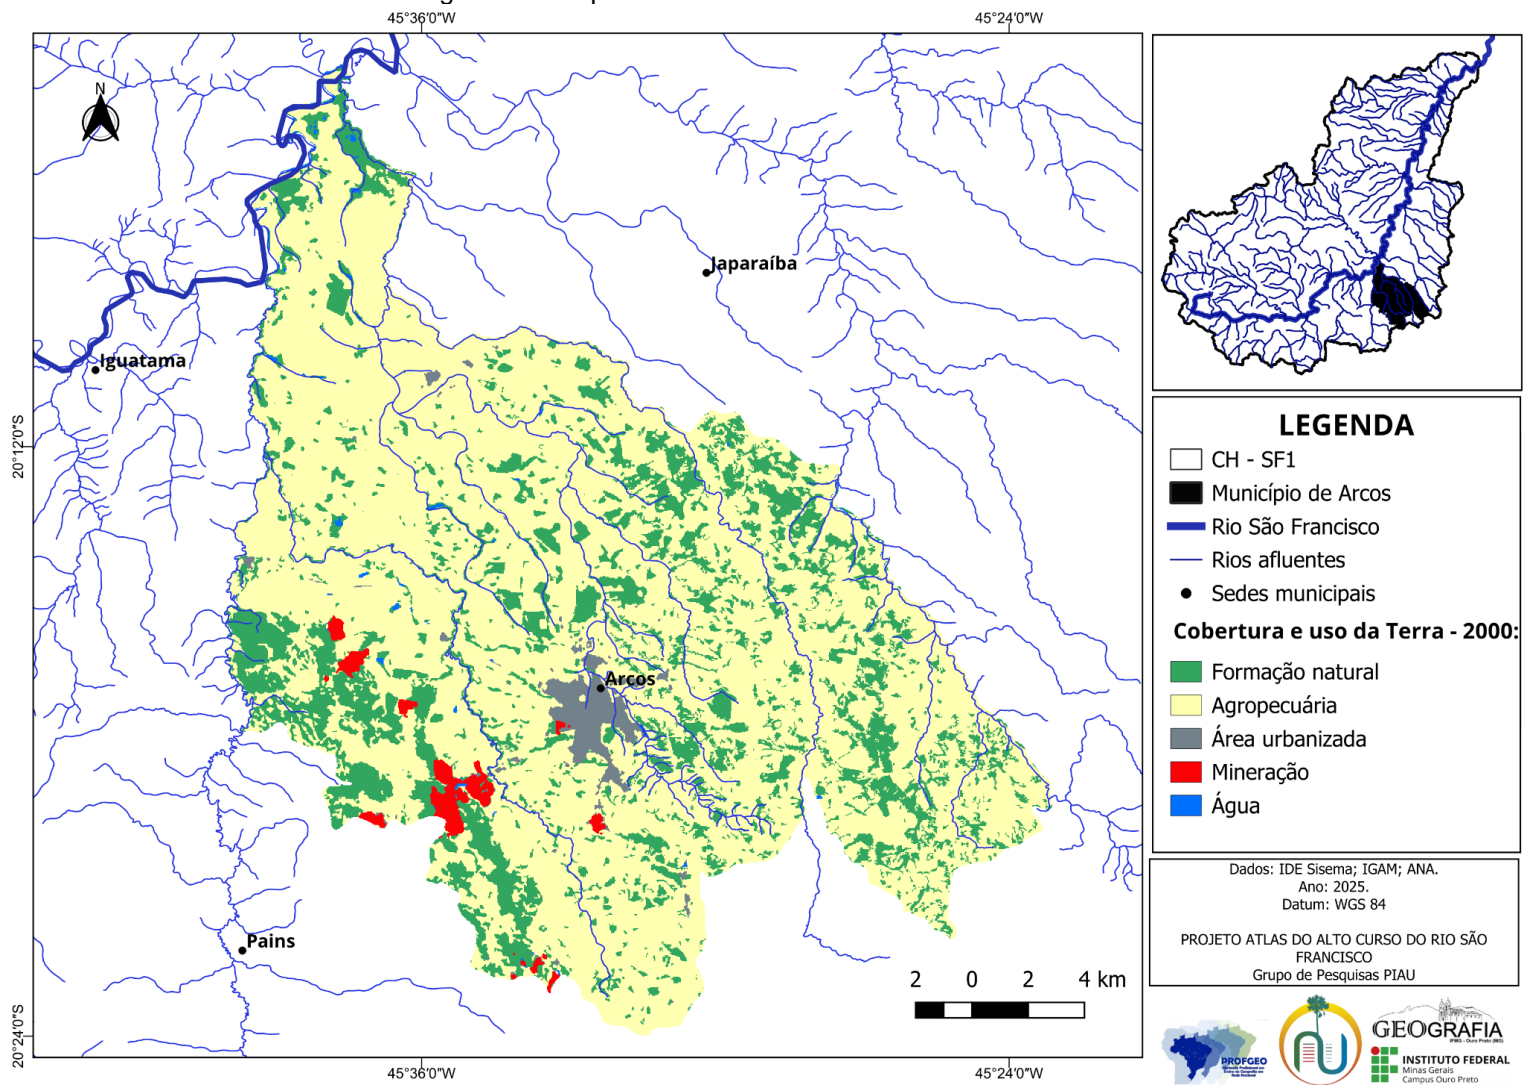 45°36'0"W
45°24'0"W
N
Japaraíba
Iguatama
20°12'0"S
Arcos
Pains
20°24'0"S
2 0 2 4 km
45°36'0"W
45°24'0"W
LEGENDA
CH - SF1
Município de Arcos
Rio São Francisco
Rios afluentes
Sedes municipais
Cobertura e uso da Terra - 2000:
Formação natural
Agropecuária
Área urbanizada
Mineração
Água
Dados: IDE Sisema; IGAM; ANA.
Ano: 2025.
Datum: WGS 84
PROJETO ATLAS DO ALTO CURSO DO RIO SÃO
FRANCISCO
Grupo de Pesquisas PIAU
PROFGEO
GEOGRAFIA
IFMG - Ouro Preto (MG)
INSTITUTO FEDERAL
Minas Gerais
Campus Ouro Preto